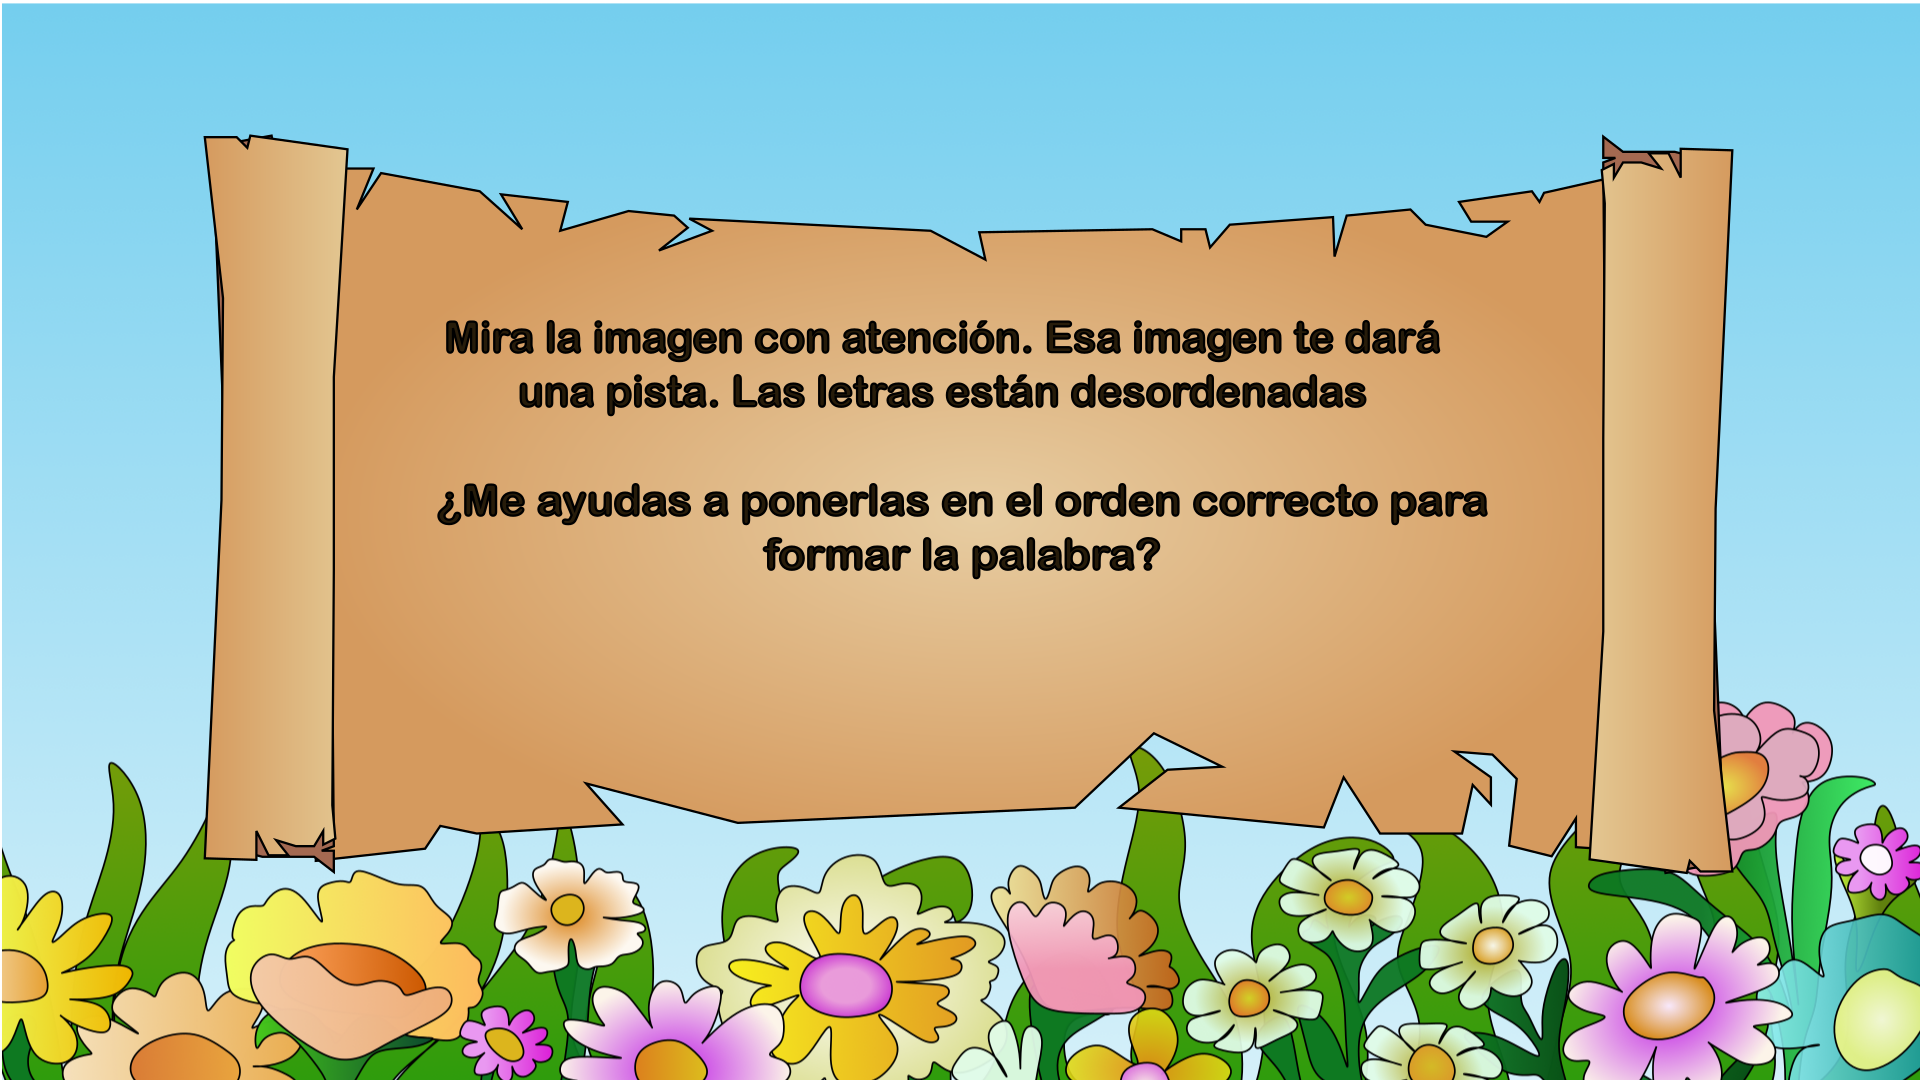 Mira la imagen con atención. Esa imagen te dará
una pista. Las letras están desordenadas
¿Me ayudas a ponerlas en el orden correcto para
formar la palabra?